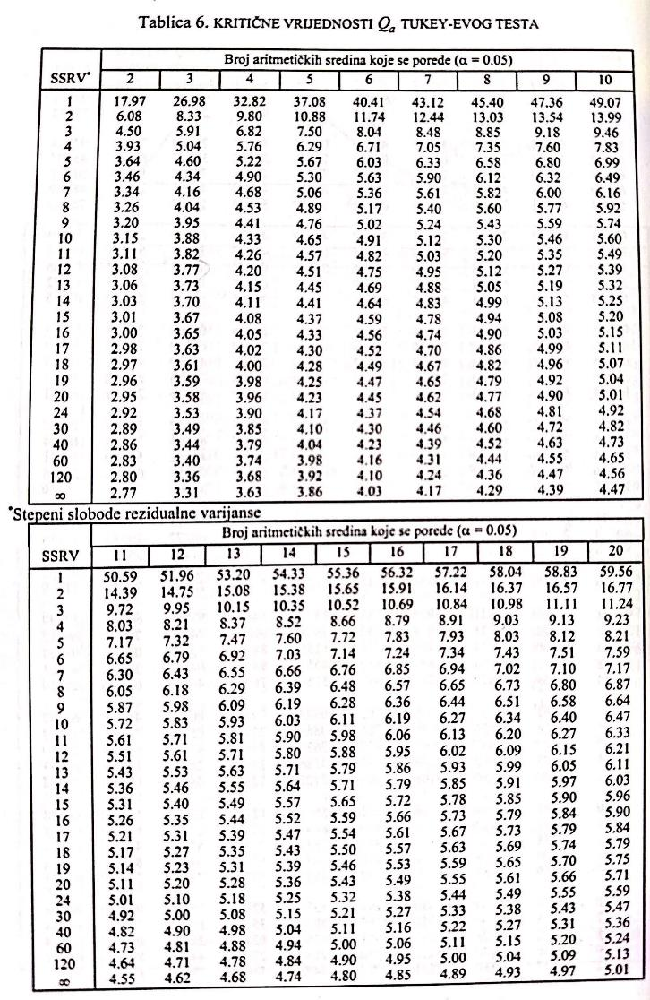 Tablica 6. KRITIČNE VRIJEDNOSTI Qa TUKEY-EVOG TESTA
SSRV* Broj aritmetičkih sredina koje se porede (α = 0.05)
2 3 4 5 6 7 8 9 10
1 17.97 26.98 32.82 37.08 40.41 43.12 45.40 47.36 49.07
2 6.08 8.33 9.80 10.88 11.74 12.44 13.03 13.54 13.99
3 4.50 5.91 6.82 7.50 8.04 8.48 8.85 9.18 9.46
4 3.93 5.04 5.76 6.29 6.71 7.05 7.35 7.60 7.83
5 3.64 4.60 5.22 5.67 6.03 6.33 6.58 6.80 6.99
6 3.46 4.34 4.90 5.30 5.63 5.90 6.12 6.32 6.49
7 3.34 4.16 4.68 5.06 5.36 5.61 5.82 6.00 6.16
8 3.26 4.04 4.53 4.89 5.17 5.40 5.60 5.77 5.92
9 3.20 3.95 4.41 4.76 5.02 5.24 5.43 5.59 5.74
10 3.15 3.88 4.33 4.65 4.91 5.12 5.30 5.46 5.60
11 3.11 3.82 4.26 4.57 4.82 5.03 5.20 5.35 5.49
12 3.08 3.77 4.20 4.51 4.75 4.95 5.12 5.27 5.39
13 3.06 3.73 4.15 4.45 4.69 4.88 5.05 5.19 5.32
14 3.03 3.70 4.11 4.41 4.64 4.83 4.99 5.13 5.25
15 3.01 3.67 4.08 4.37 4.59 4.78 4.94 5.08 5.20
16 3.00 3.65 4.05 4.33 4.56 4.74 4.90 5.03 5.15
17 2.98 3.63 4.02 4.30 4.52 4.70 4.86 4.99 5.11
18 2.97 3.61 4.00 4.28 4.49 4.67 4.82 4.96 5.07
19 2.96 3.59 3.98 4.25 4.47 4.65 4.79 4.92 5.04
20 2.95 3.58 3.96 4.23 4.45 4.62 4.77 4.90 5.01
24 2.92 3.53 3.90 4.17 4.37 4.54 4.68 4.81 4.92
30 2.89 3.49 3.85 4.10 4.30 4.46 4.60 4.72 4.82
40 2.86 3.44 3.79 4.04 4.23 4.39 4.52 4.63 4.73
60 2.83 3.40 3.74 3.98 4.16 4.31 4.44 4.55 4.65
120 2.80 3.36 3.68 3.92 4.10 4.24 4.36 4.47 4.56
∞ 2.77 3.31 3.63 3.86 4.03 4.17 4.29 4.39 4.47
*Stepeni slobode rezidualne varijanse
SSRV Broj aritmetičkih sredina koje se porede (α = 0.05)
11 12 13 14 15 16 17 18 19 20
1 50.59 51.96 53.20 54.33 55.36 56.32 57.22 58.04 58.83 59.56
2 14.39 14.75 15.08 15.38 15.65 15.91 16.14 16.37 16.57 16.77
3 9.72 9.95 10.15 10.35 10.52 10.69 10.84 10.98 11.11 11.24
4 8.03 8.21 8.37 8.52 8.66 8.79 8.91 9.03 9.13 9.23
5 7.17 7.32 7.47 7.60 7.72 7.83 7.93 8.03 8.12 8.21
6 6.65 6.79 6.92 7.03 7.14 7.24 7.34 7.43 7.51 7.59
7 6.30 6.43 6.55 6.66 6.76 6.85 6.94 7.02 7.10 7.17
8 6.05 6.18 6.29 6.39 6.48 6.57 6.65 6.73 6.80 6.87
9 5.87 5.98 6.09 6.19 6.28 6.36 6.44 6.51 6.58 6.64
10 5.72 5.83 5.93 6.03 6.11 6.19 6.27 6.34 6.40 6.47
11 5.61 5.71 5.81 5.90 5.98 6.06 6.13 6.20 6.27 6.33
12 5.51 5.61 5.71 5.80 5.88 5.95 6.02 6.09 6.15 6.21
13 5.43 5.53 5.63 5.71 5.79 5.86 5.93 5.99 6.05 6.11
14 5.36 5.46 5.55 5.64 5.71 5.79 5.85 5.91 5.97 6.03
15 5.31 5.40 5.49 5.57 5.65 5.72 5.78 5.85 5.90 5.96
16 5.26 5.35 5.44 5.52 5.59 5.66 5.73 5.79 5.84 5.90
17 5.21 5.31 5.39 5.47 5.54 5.61 5.67 5.73 5.79 5.84
18 5.17 5.27 5.35 5.43 5.50 5.57 5.63 5.69 5.74 5.79
19 5.14 5.23 5.31 5.39 5.46 5.53 5.59 5.65 5.70 5.75
20 5.11 5.20 5.28 5.36 5.43 5.49 5.55 5.61 5.66 5.71
24 5.01 5.10 5.18 5.25 5.32 5.38 5.44 5.49 5.55 5.59
30 4.92 5.00 5.08 5.15 5.21 5.27 5.33 5.38 5.43 5.47
40 4.82 4.90 4.98 5.04 5.11 5.16 5.22 5.27 5.31 5.36
60 4.73 4.81 4.88 4.94 5.00 5.06 5.11 5.15 5.20 5.24
120 4.64 4.71 4.78 4.84 4.90 4.95 5.00 5.04 5.09 5.13
∞ 4.55 4.62 4.68 4.74 4.80 4.85 4.89 4.93 4.97 5.01